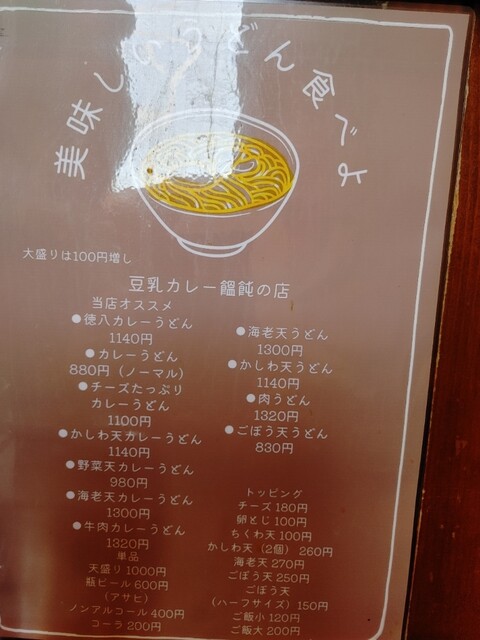 美味しいうどん食べよ
大盛りは100円増し
豆乳カレー饂飩の店
当店オススメ
●徳八カレーうどん
1140円
●カレーうどん
880円（ノーマル）
●チーズたっぷり
カレーうどん
1100円
●かしわ天カレーうどん
1140円
●野菜天カレーうどん
980円
●海老天カレーうどん
1300円
●牛肉カレーうどん
1320円
単品
天盛り 1000円
瓶ビール 600円
（アサヒ）
ノンアルコール 400円
コーラ 200円
●海老天うどん
1300円
●かしわ天うどん
1140円
●肉うどん
1320円
●ごぼう天うどん
830円
トッピング
チーズ 180円
卵とじ 100円
ちくわ天 100円
かしわ天（2個） 260円
海老天 270円
ごぼう天 250円
ごぼう天
（ハーフサイズ）150円
ご飯小 120円
ご飯大 200円